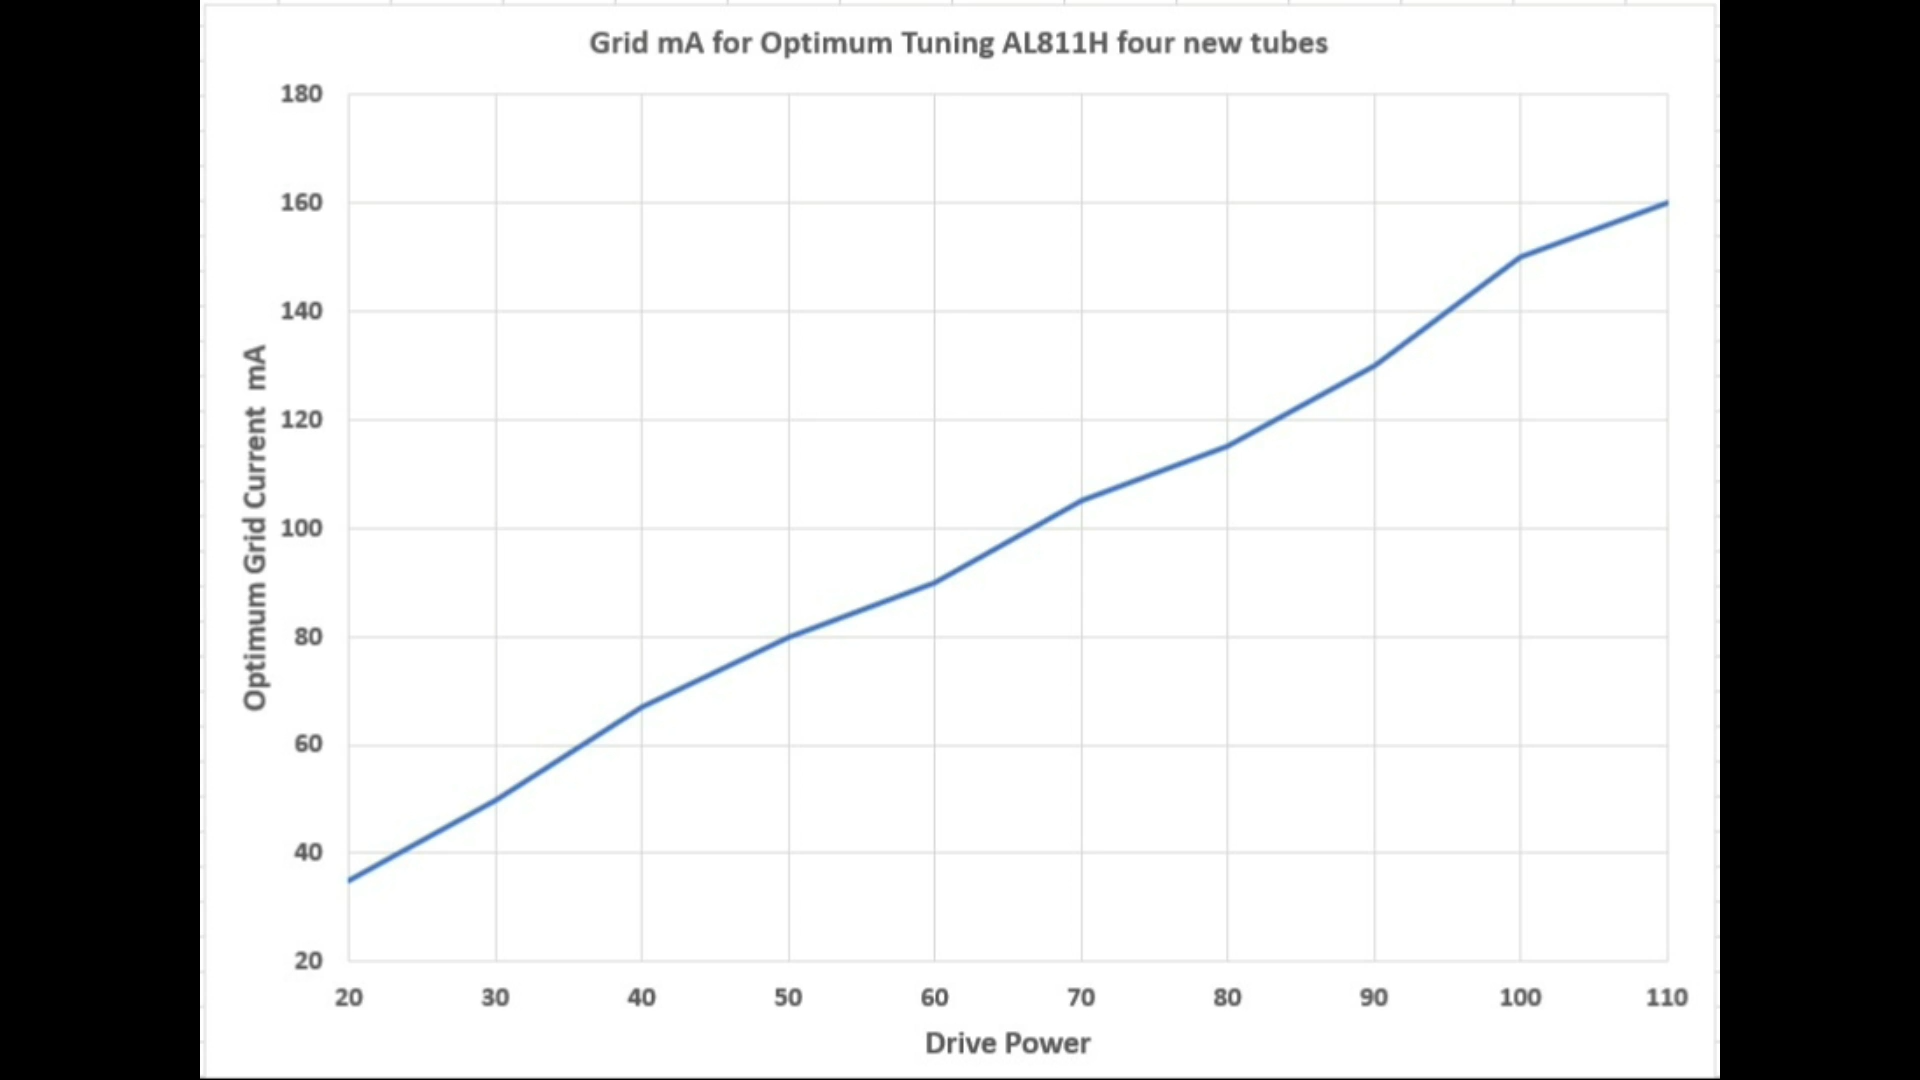 Grid mA for Optimum Tuning AL811H four new tubes
180
160
140
120
100
80
60
40
20
Optimum Grid Current mA
20 30 40 50 60 70 80 90 100 110
Drive Power